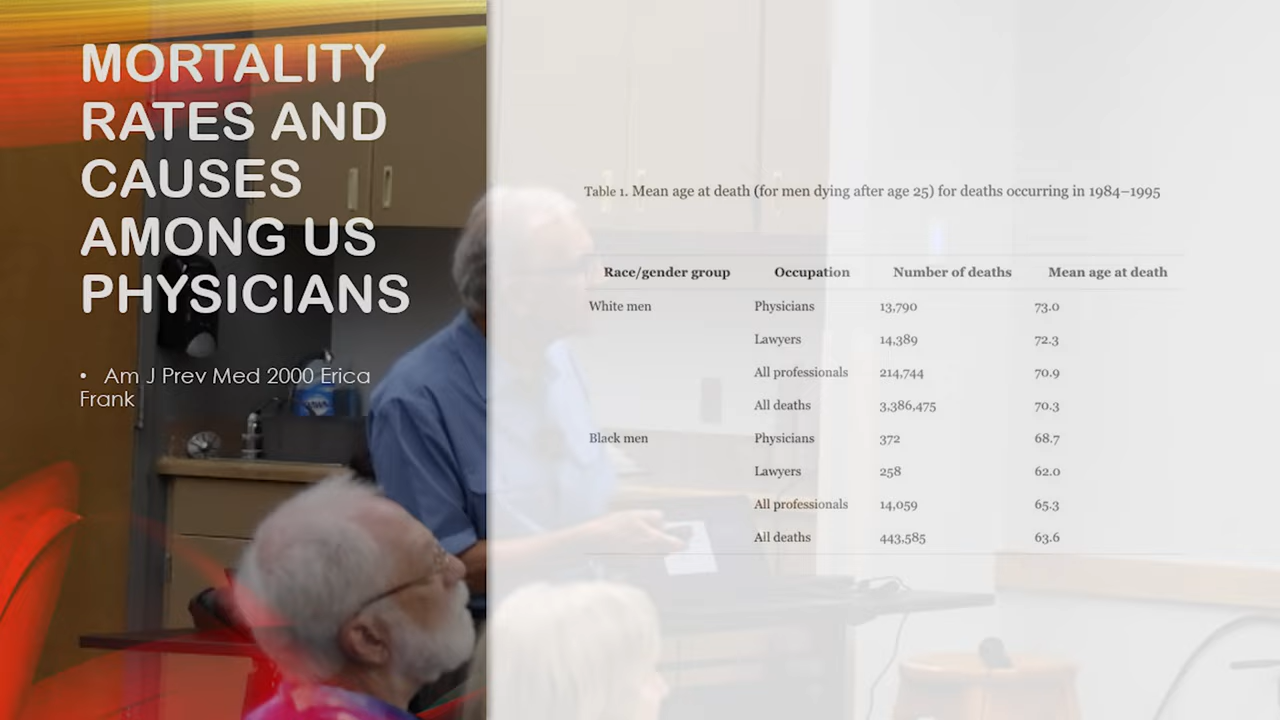 MORTALITY
RATES AND
CAUSES
AMONG US
PHYSICIANS
• Am J Prev Med 2000 Erica
Frank
Table 1. Mean age at death (for men dying after age 25) for deaths occurring in 1984–1995
Race/gender group Occupation Number of deaths Mean age at death
White men Physicians 13,790 73.0
Lawyers 14,389 72.3
All professionals 214,744 70.9
All deaths 3,386,475 70.3
Black men Physicians 372 68.7
Lawyers 258 62.0
All professionals 14,059 65.3
All deaths 443,585 63.6